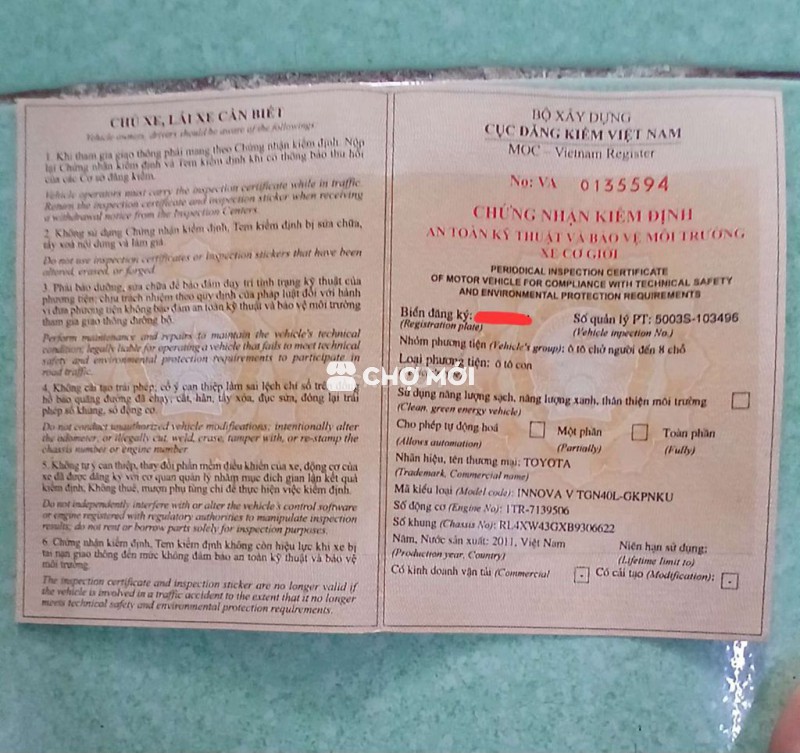 CHỦ XE, LÁI XE CẦN BIẾT
Vehicle owners, drivers should be aware of the followings
1. Khi tham gia giao thông phải mang theo Chứng nhận kiểm định. Nộp
lại Chứng nhận kiểm định và Tem kiểm định khi có thông báo thu hồi
của các Cơ sở đăng kiểm.
Vehicle operators must carry the inspection certificate while in traffic.
Return the inspection certificate and inspection sticker when receiving
a withdrawal notice from the Inspection Centers.
2. Không sử dụng Chứng nhận kiểm định, Tem kiểm định bị sửa chữa,
tẩy xoá nội dung và làm giả.
Do not use inspection certificates or inspection stickers that have been
altered, erased, or forged.
3. Phải bảo dưỡng, sửa chữa để bảo đảm duy trì tình trạng kỹ thuật của
phương tiện; chịu trách nhiệm theo quy định của pháp luật đối với hành
vi đưa phương tiện không bảo đảm an toàn kỹ thuật và bảo vệ môi trường
tham gia giao thông đường bộ.
Perform maintenance and repairs to maintain the vehicle's technical
condition; legally liable for operating a vehicle that fails to meet technical
safety and environmental protection requirements to participate in
road traffic.
4. Không cải tạo trái phép; cố ý can thiệp làm sai lệch chỉ số trên đồng
hồ báo quãng đường đã chạy; cắt, hàn, tẩy xóa, đục sửa, đóng lại trái
phép số khung, số động cơ.
Do not conduct unauthorized vehicle modifications; intentionally alter
the odometer; or illegally cut, weld, erase, tamper with, or re-stamp the
chassis number or engine number
5. Không tự ý can thiệp, thay đổi phần mềm điều khiển của xe, động cơ của
xe đã được đăng ký với cơ quan quản lý nhằm mục đích gian lận kết quả
kiểm định; Không thuê, mượn phụ tùng chỉ để thực hiện việc kiểm định.
Do not independently interfere with or alter the vehicle's control software
or engine registered with regulatory authorities to manipulate inspection
results; do not rent or borrow parts solely for inspection purposes.
6. Chứng nhận kiểm định, Tem kiểm định không còn hiệu lực khi xe bị
tai nạn giao thông đến mức không đảm bảo an toàn kỹ thuật và bảo vệ
môi trường.
The inspection certificate and inspection sticker are no longer valid if
the vehicle is involved in a traffic accident to the extent that it no longer
meets technical safety and environmental protection requirements.
BỘ XÂY DỰNG
CỤC ĐĂNG KIỂM VIỆT NAM
MOC – Vietnam Register
No: VA 0135594
CHỨNG NHẬN KIỂM ĐỊNH
AN TOÀN KỸ THUẬT VÀ BẢO VỆ MÔI TRƯỜNG
XE CƠ GIỚI
PERIODICAL INSPECTION CERTIFICATE
OF MOTOR VEHICLE FOR COMPLIANCE WITH TECHNICAL SAFETY
AND ENVIRONMENTAL PROTECTION REQUIREMENTS
Biển đăng ký: Số quản lý PT: 5003S-103496
(Registration plate) (Vehicle inpection No.)
Nhóm phương tiện (Vehicle's group): ô tô chở người đến 8 chỗ
Loại phương tiện: ô tô con
CHỢ MỚI
Sử dụng năng lượng sạch, năng lượng xanh, thân thiện môi trường
(Clean, green energy vehicle)
Cho phép tự động hoá Một phần Toàn phần
(Allows automation) (Partially) (Fully)
Nhãn hiệu, tên thương mại: TOYOTA
(Trademark, Commercial name)
Mã kiểu loại (Model code): INNOVA V TGN40L-GKPNKU
Số động cơ (Engine No): 1TR-7139506
Số khung (Chassis No): RL4XW43GXB9306622
Năm, Nước sản xuất: 2011, Việt Nam Niên hạn sử dụng:
(Production year, Country) (Lifetime limit to)
Có kinh doanh vận tải (Commercial - Có cải tạo (Modification): -